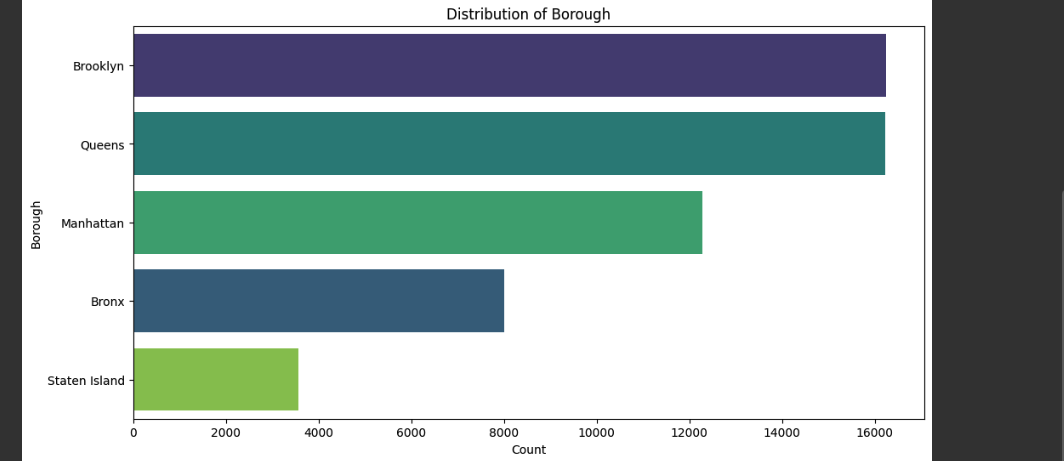 Distribution of Borough
Borough
Brooklyn
Queens
Manhattan
Bronx
Staten Island
0 2000 4000 6000 8000 10000 12000 14000 16000
Count